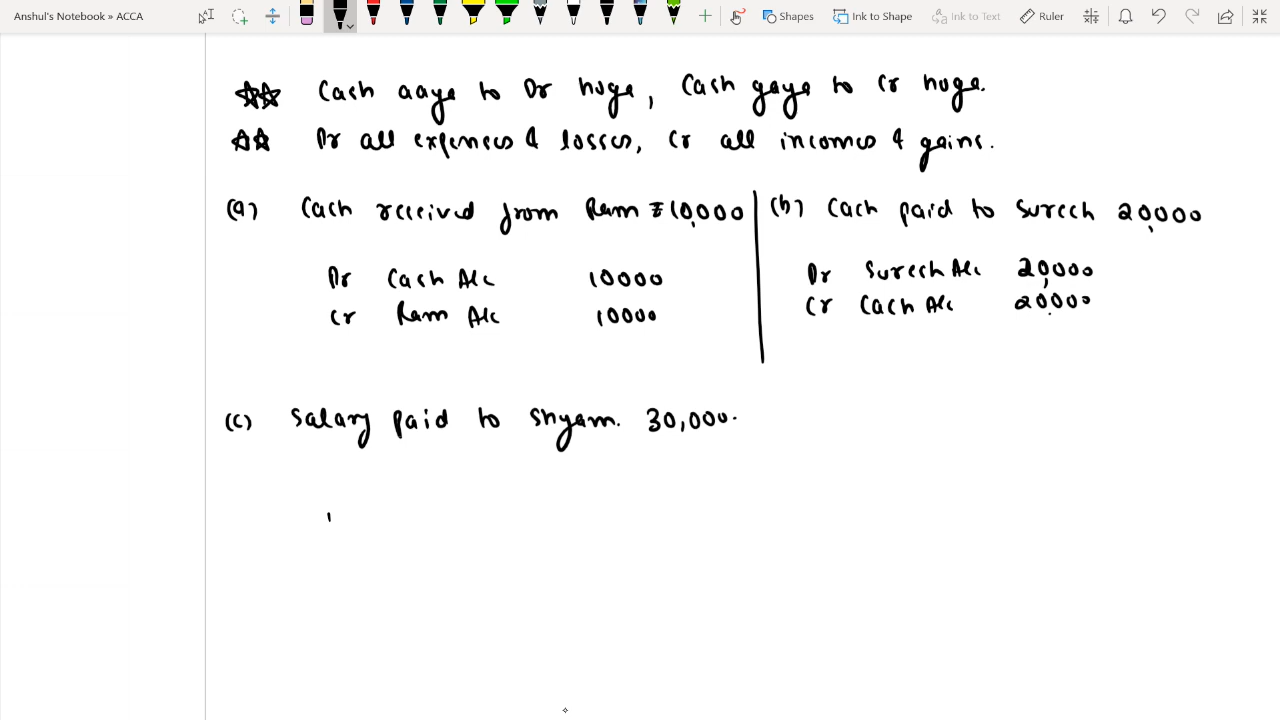 Anshul's Notebook » ACCA
Shapes
Ink to Shape
Ink to Text
Ruler
Cash aaye to Dr hoga, Cash gaya to Cr hoga.
Dr all expenses & losses, Cr all incomes & gains.
(a) Cash received from Ram ₹10,000
Dr Cash A/c 10000
Cr Ram A/c 10000
(b) Cash paid to Suresh 20,000
Dr Suresh A/c 20,000
Cr Cash A/c 20,000
(c) Salary paid to Shyam. 30,000.